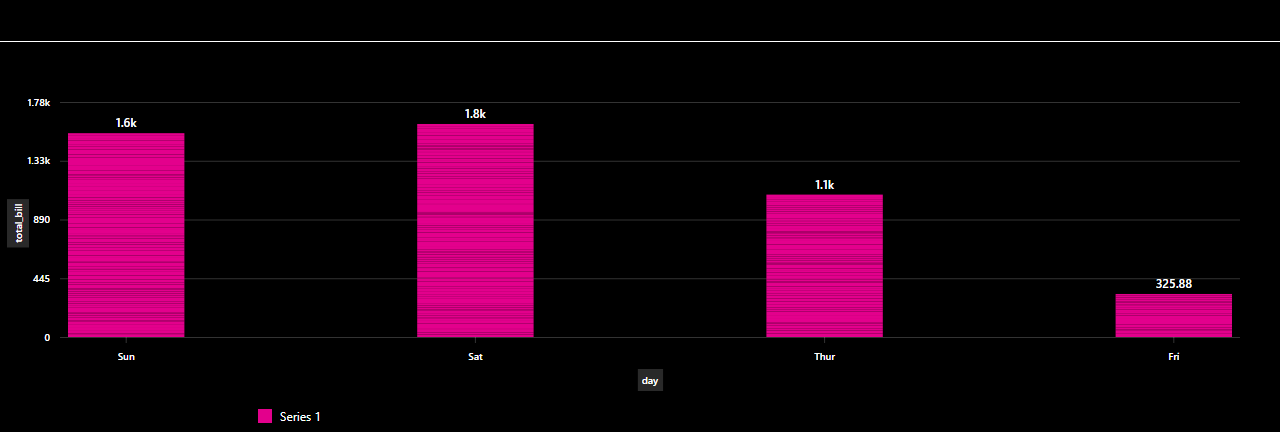 1.78k
1.33k
890
445
0
total_bill
1.6k
1.8k
1.1k
325.88
Sun
Sat
Thur
Fri
day
Series 1